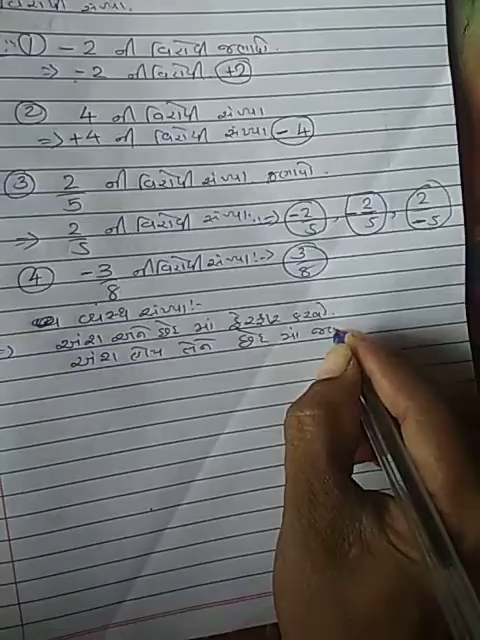 વિરોધી સંખ્યા.
① -2 ની વિરોધી જણાવો.
⇒ -2 ની વિરોધી +2
② 4 ની વિરોધી સંખ્યા
⇒ +4 ની વિરોધી સંખ્યા -4
③ 2/5 ની વિરોધી સંખ્યા જણાવો.
⇒ 2/5 ની વિરોધી સંખ્યા ⇒ -2/5, -2/5, 2/-5
④ -3/8 ની વિરોધી સંખ્યા → 3/8
વ્યસ્ત સંખ્યા :-
⇒ અંશ અને છેદ માં ફેરફાર કરવો.
અંશ હોય તેને છેદ માં